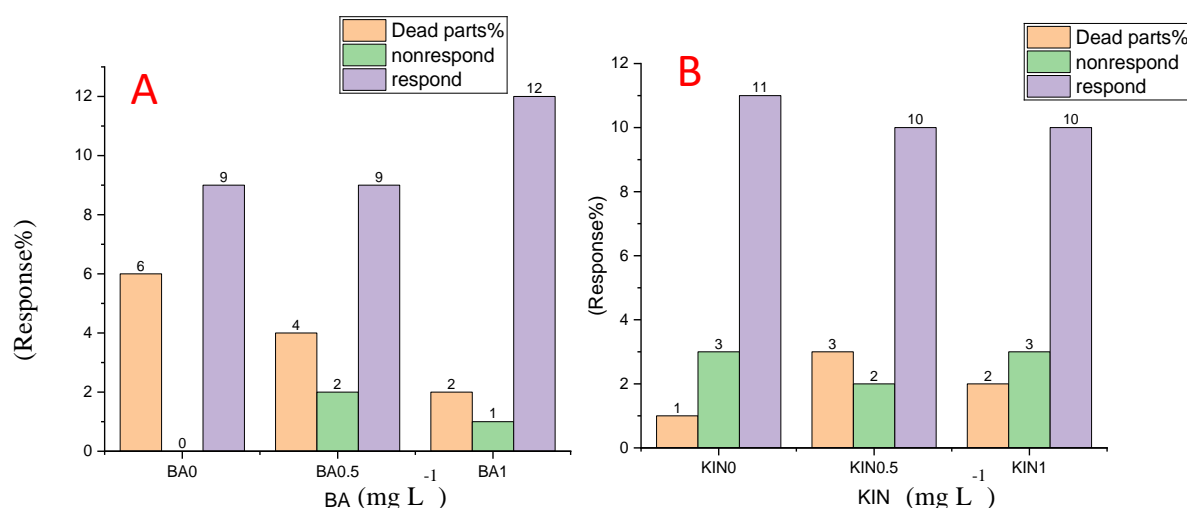 A
Dead parts%
nonrespond
respond
(Response%)
12
10
8
6
4
2
0
6
0
9
4
2
9
2
1
12
BA0
BA0.5
BA1
BA (mg L⁻¹)
B
Dead parts%
nonrespond
respond
(Response%)
12
10
8
6
4
2
0
1
3
11
3
2
10
2
3
10
KIN0
KIN0.5
KIN1
KIN (mg L⁻¹)